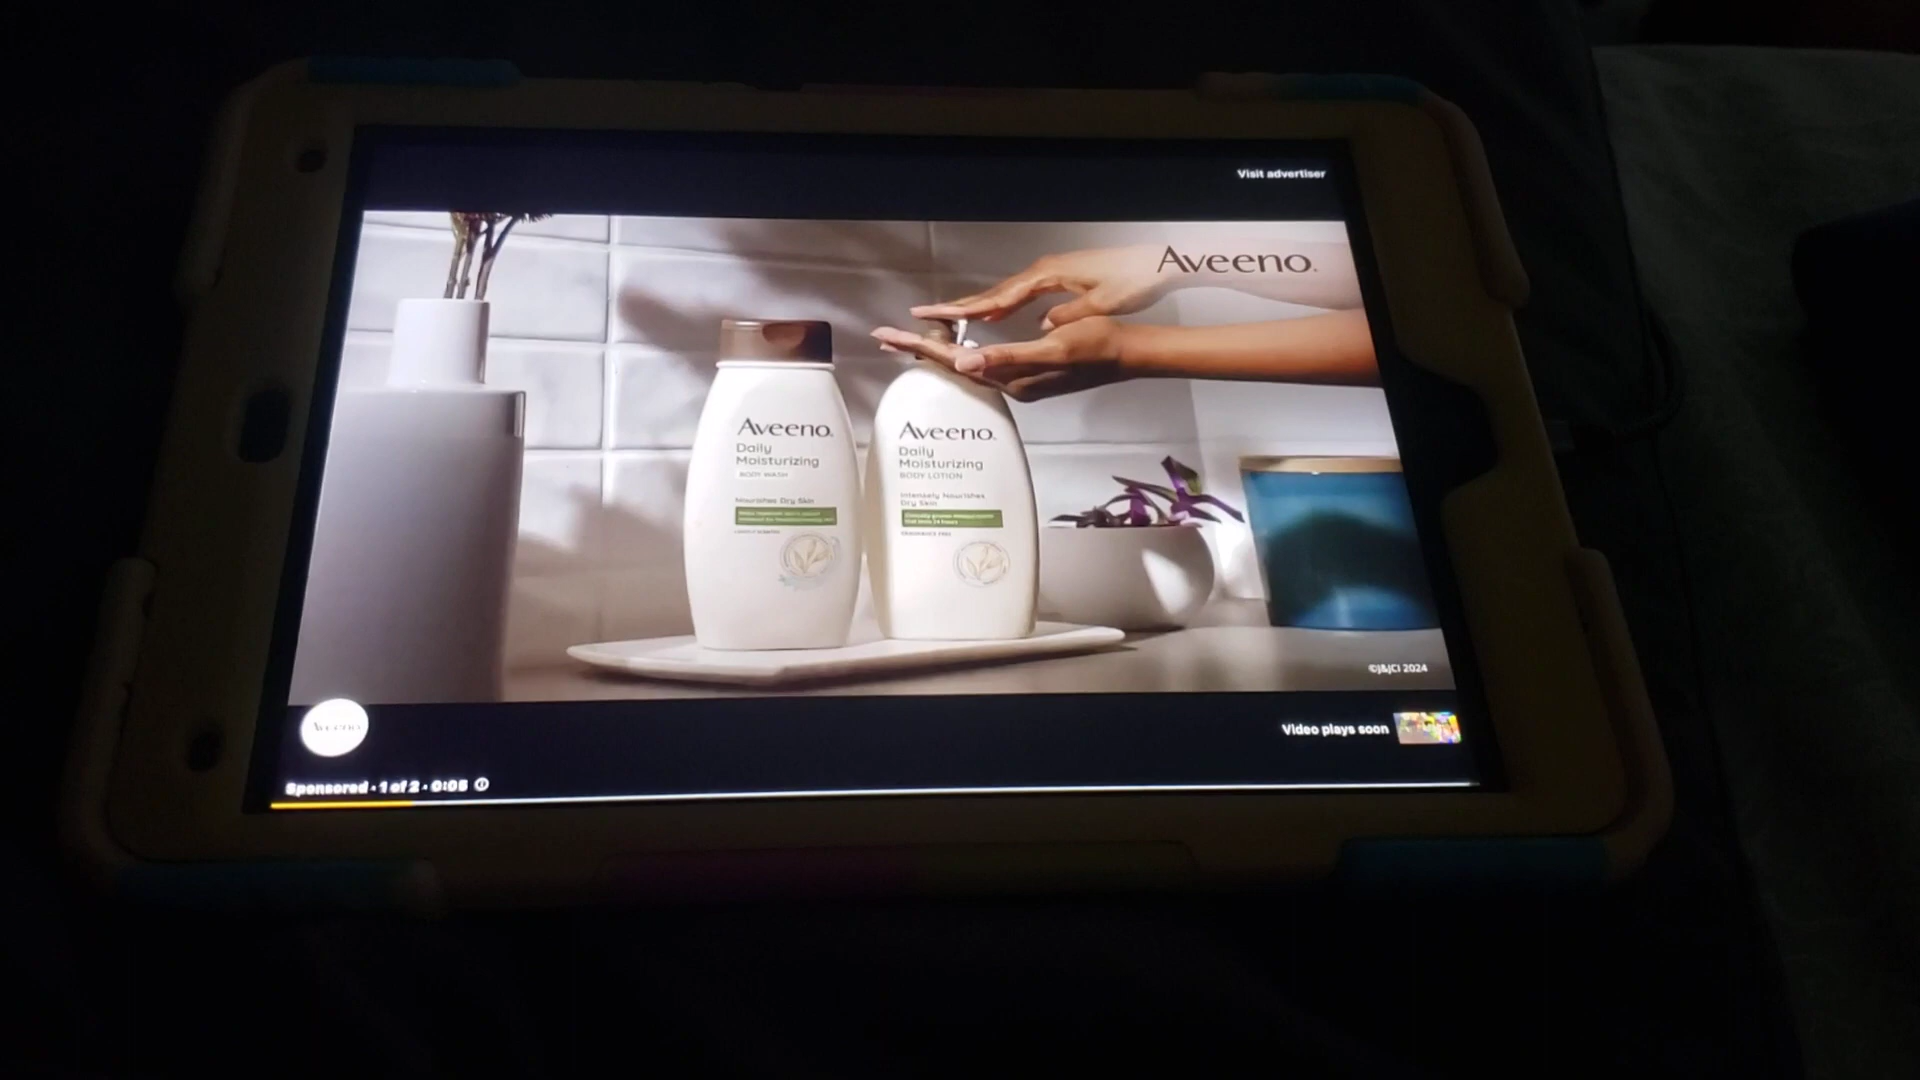 Visit advertiser
Aveeno.
Aveeno.
Daily
Moisturizing
BODY WASH
Nourishes Dry Skin
Aveeno.
Daily
Moisturizing
BODY LOTION
Intensely Nourishes
Dry Skin
FRAGRANCE FREE
©J&JCI 2024
Aveeno
Video plays soon
Sponsored · 1 of 2 · 0:05